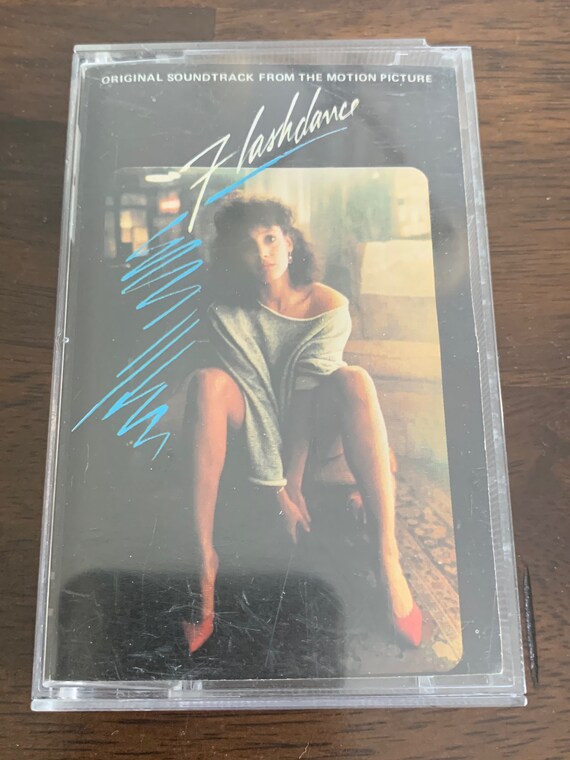 ORIGINAL SOUNDTRACK FROM THE MOTION PICTURE
Flashdance